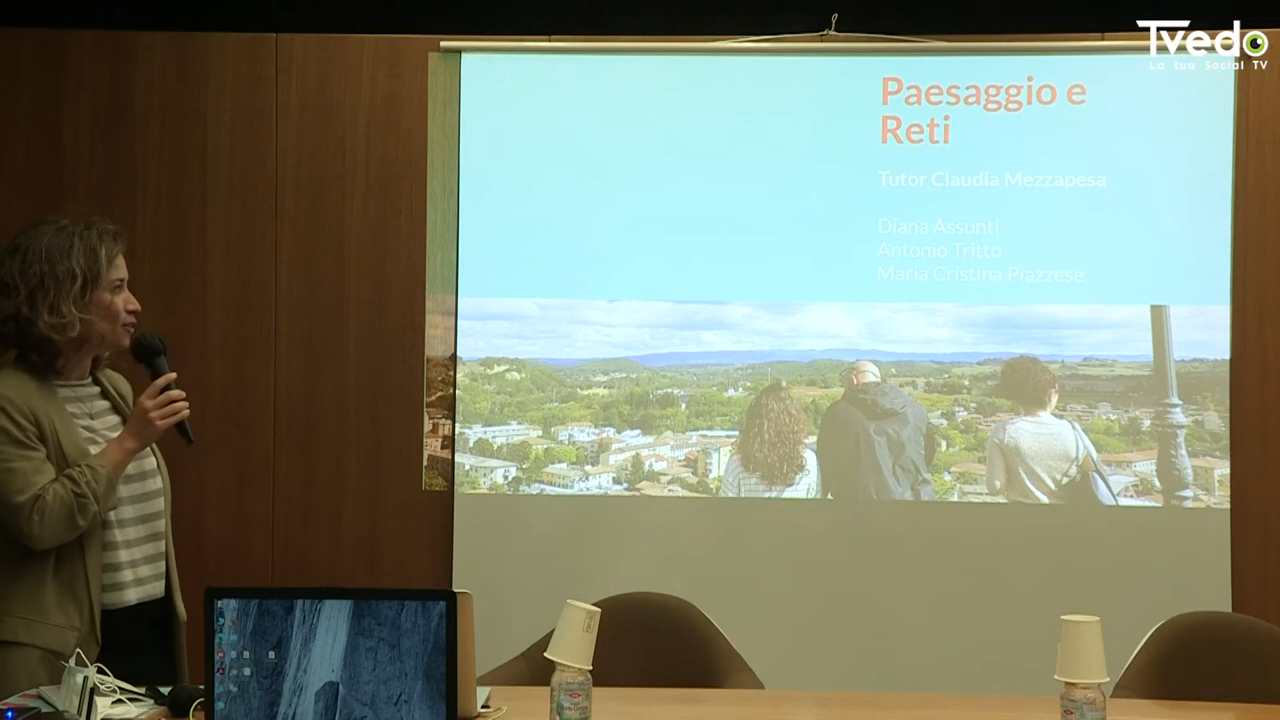 Tvedo
La tua Social TV
Paesaggio e
Reti
Tutor Claudia Mezzapesa
Diana Assunti
Antonio Tritto
Maria Cristina Piazzese